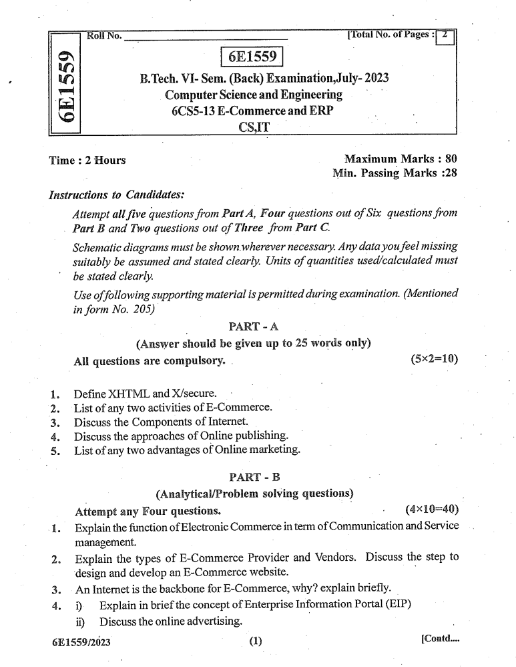 Roll No.
[Total No. of Pages : 2
6E1559
6E1559
B.Tech. VI- Sem. (Back) Examination,July- 2023
Computer Science and Engineering
6CS5-13 E-Commerce and ERP
CS,IT
Time : 2 Hours
Maximum Marks : 80
Min. Passing Marks :28
Instructions to Candidates:
Attempt all five questions from Part A, Four questions out of Six questions from
Part B and Two questions out of Three from Part C.
Schematic diagrams must be shown wherever necessary. Any data you feel missing
suitably be assumed and stated clearly. Units of quantities used/calculated must
be stated clearly.
Use of following supporting material is permitted during examination. (Mentioned
in form No. 205)
PART - A
(Answer should be given up to 25 words only)
All questions are compulsory. (5×2=10)
1. Define XHTML and X/secure.
2. List of any two activities of E-Commerce.
3. Discuss the Components of Internet.
4. Discuss the approaches of Online publishing.
5. List of any two advantages of Online marketing.
PART - B
(Analytical/Problem solving questions)
Attempt any Four questions. (4×10=40)
1. Explain the function of Electronic Commerce in term of Communication and Service
management.
2. Explain the types of E-Commerce Provider and Vendors. Discuss the step to
design and develop an E-Commerce website.
3. An Internet is the backbone for E-Commerce, why? explain briefly.
4. i) Explain in brief the concept of Enterprise Information Portal (EIP)
ii) Discuss the online advertising.
6E1559/2023 (1) [Contd....